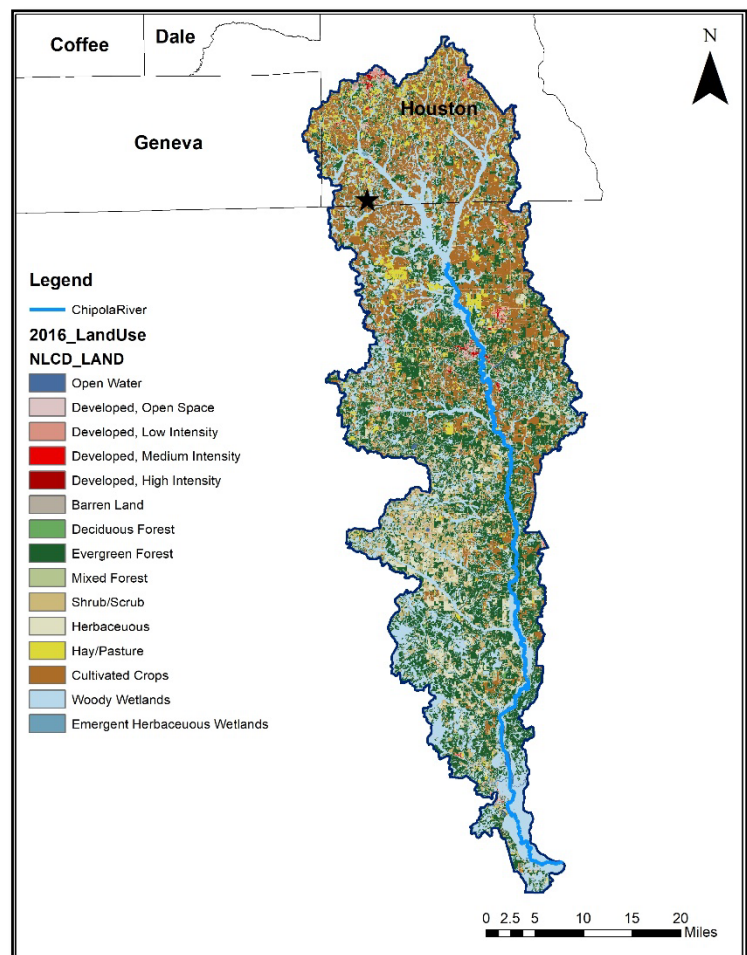 Coffee
Dale
N
Houston
Geneva
Legend
ChipolaRiver
2016_LandUse
NLCD_LAND
Open Water
Developed, Open Space
Developed, Low Intensity
Developed, Medium Intensity
Developed, High Intensity
Barren Land
Deciduous Forest
Evergreen Forest
Mixed Forest
Shrub/Scrub
Herbaceuous
Hay/Pasture
Cultivated Crops
Woody Wetlands
Emergent Herbaceuous Wetlands
0 2.5 5 10 15 20
Miles